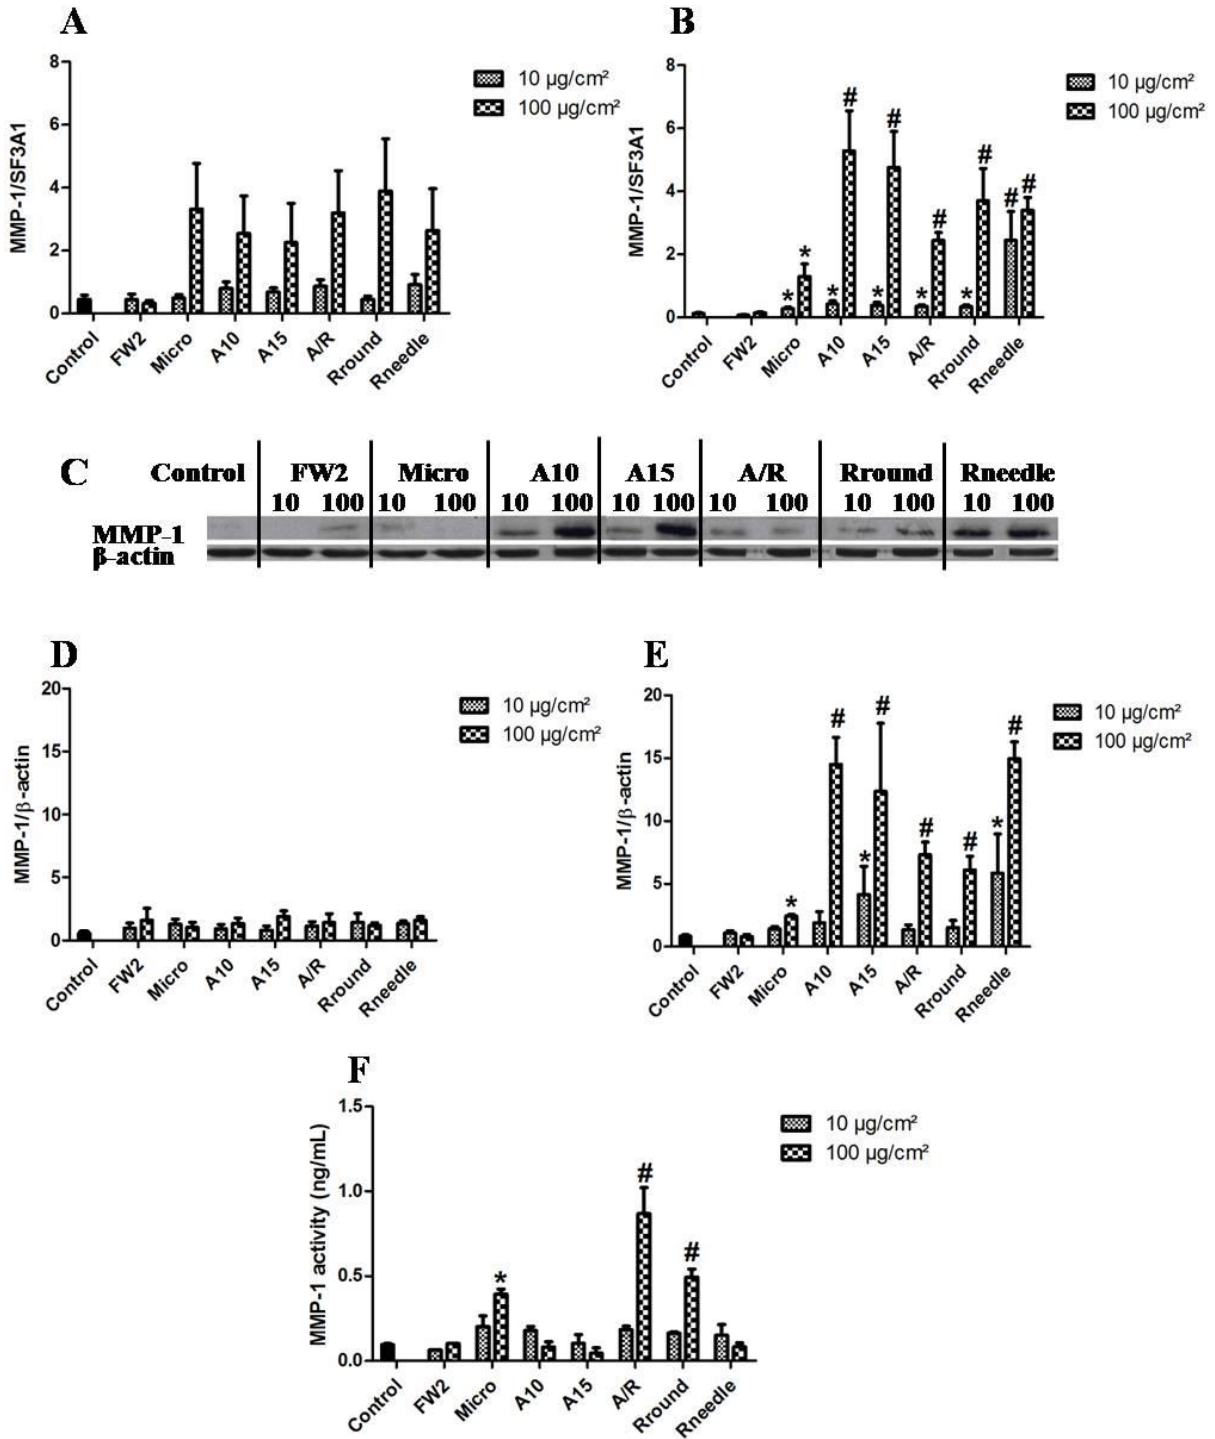 A
B
8
6
4
2
0
MMP-1/SF3A1
10 µg/cm²
100 µg/cm²
Control
FW2
Micro
A10
A15
A/R
Rround
Rneedle
8
6
4
2
0
MMP-1/SF3A1
10 µg/cm²
100 µg/cm²
#
#
#
#
#
#
*
*
*
*
*
*
Control
FW2
Micro
A10
A15
A/R
Rround
Rneedle
C
Control FW2 Micro A10 A15 A/R Rround Rneedle
10 100 10 100 10 100 10 100 10 100 10 100 10 100
MMP-1
β-actin
D
E
20
15
10
5
0
MMP-1/β-actin
10 µg/cm²
100 µg/cm²
Control
FW2
Micro
A10
A15
A/R
Rround
Rneedle
20
15
10
5
0
MMP-1/β-actin
10 µg/cm²
100 µg/cm²
#
#
#
#
#
*
*
*
Control
FW2
Micro
A10
A15
A/R
Rround
Rneedle
F
1.5
1.0
0.5
0.0
MMP-1 activity (ng/mL)
10 µg/cm²
100 µg/cm²
#
#
*
Control
FW2
Micro
A10
A15
A/R
Rround
Rneedle